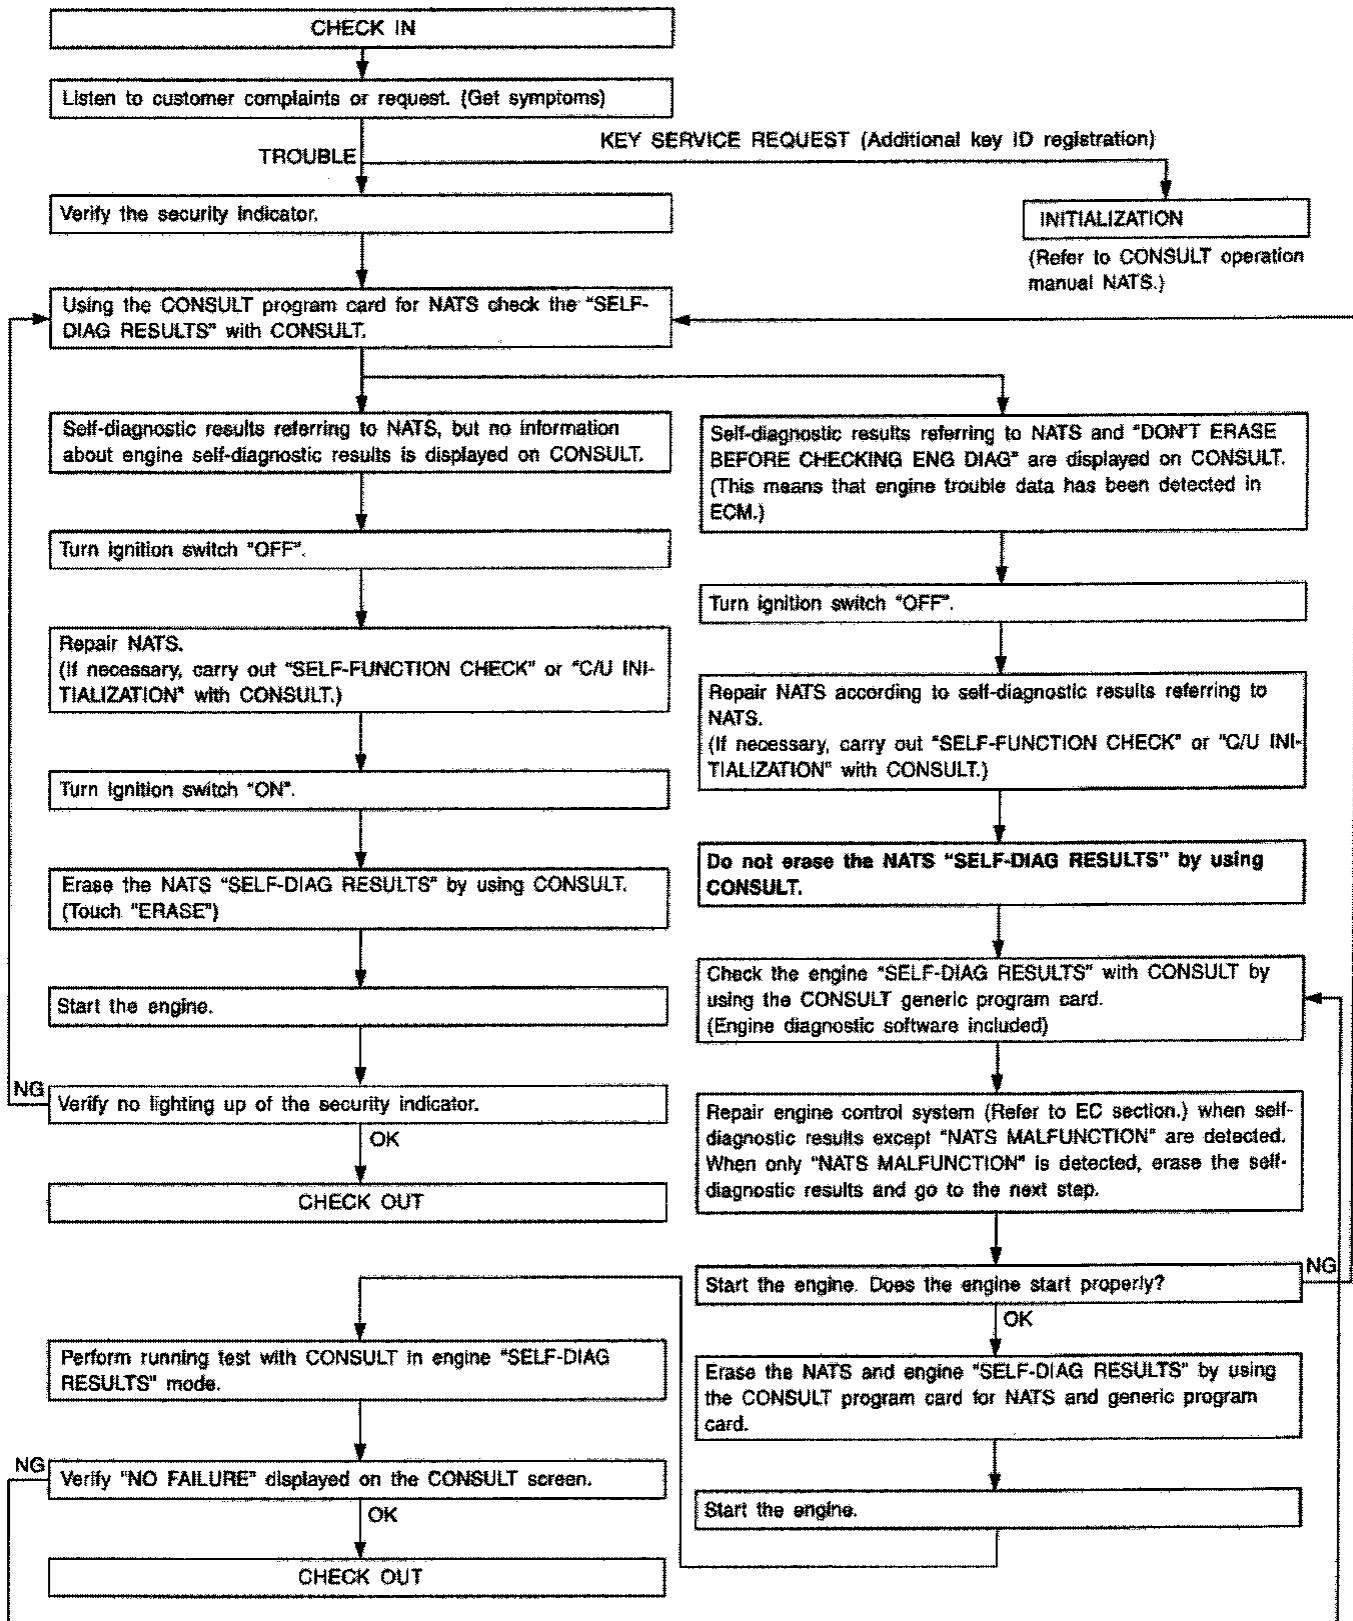 CHECK IN
Listen to customer complaints or request. (Get symptoms)
TROUBLE
KEY SERVICE REQUEST (Additional key ID registration)
Verify the security indicator.
INITIALIZATION
(Refer to CONSULT operation
manual NATS.)
Using the CONSULT program card for NATS check the "SELF-
DIAG RESULTS" with CONSULT.
Self-diagnostic results referring to NATS, but no information
about engine self-diagnostic results is displayed on CONSULT.
Turn ignition switch "OFF".
Repair NATS.
(If necessary, carry out "SELF-FUNCTION CHECK" or "C/U INI-
TIALIZATION" with CONSULT.)
Turn ignition switch "ON".
Erase the NATS "SELF-DIAG RESULTS" by using CONSULT.
(Touch "ERASE")
Start the engine.
NG
Verify no lighting up of the security indicator.
OK
CHECK OUT
Self-diagnostic results referring to NATS and "DON'T ERASE
BEFORE CHECKING ENG DIAG" are displayed on CONSULT.
(This means that engine trouble data has been detected in
ECM.)
Turn ignition switch "OFF".
Repair NATS according to self-diagnostic results referring to
NATS.
(If necessary, carry out "SELF-FUNCTION CHECK" or "C/U INI-
TIALIZATION" with CONSULT.)
Do not erase the NATS "SELF-DIAG RESULTS" by using
CONSULT.
Check the engine "SELF-DIAG RESULTS" with CONSULT by
using the CONSULT generic program card.
(Engine diagnostic software included)
Repair engine control system (Refer to EC section.) when self-
diagnostic results except "NATS MALFUNCTION" are detected.
When only "NATS MALFUNCTION" is detected, erase the self-
diagnostic results and go to the next step.
Start the engine. Does the engine start properly?
NG
OK
Erase the NATS and engine "SELF-DIAG RESULTS" by using
the CONSULT program card for NATS and generic program
card.
Start the engine.
Perform running test with CONSULT in engine "SELF-DIAG
RESULTS" mode.
NG
Verify "NO FAILURE" displayed on the CONSULT screen.
OK
CHECK OUT